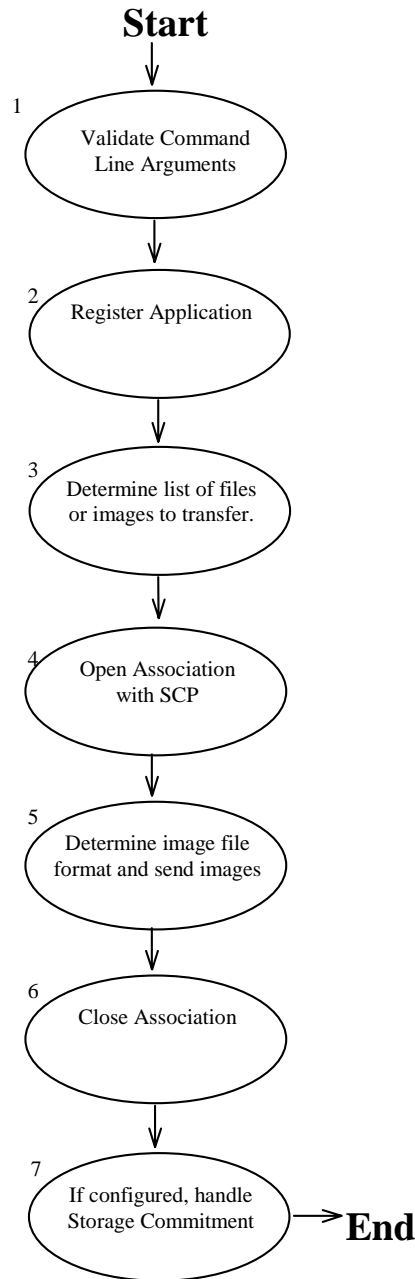 Start
1
Validate Command
Line Arguments
2
Register Application
3
Determine list of files
or images to transfer.
4
Open Association
with SCP
5
Determine image file
format and send images
6
Close Association
7
If configured, handle
Storage Commitment
End